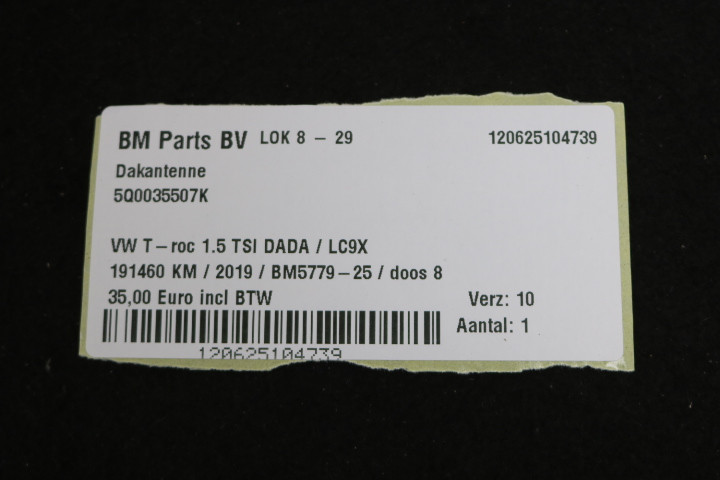 BM Parts BV LOK 8 - 29 120625104739
Dakantenne
5Q0035507K
VW T-roc 1.5 TSI DADA / LC9X
191460 KM / 2019 / BM5779-25 / doos 8
35,00 Euro incl BTW Verz: 10
Aantal: 1
120625104739